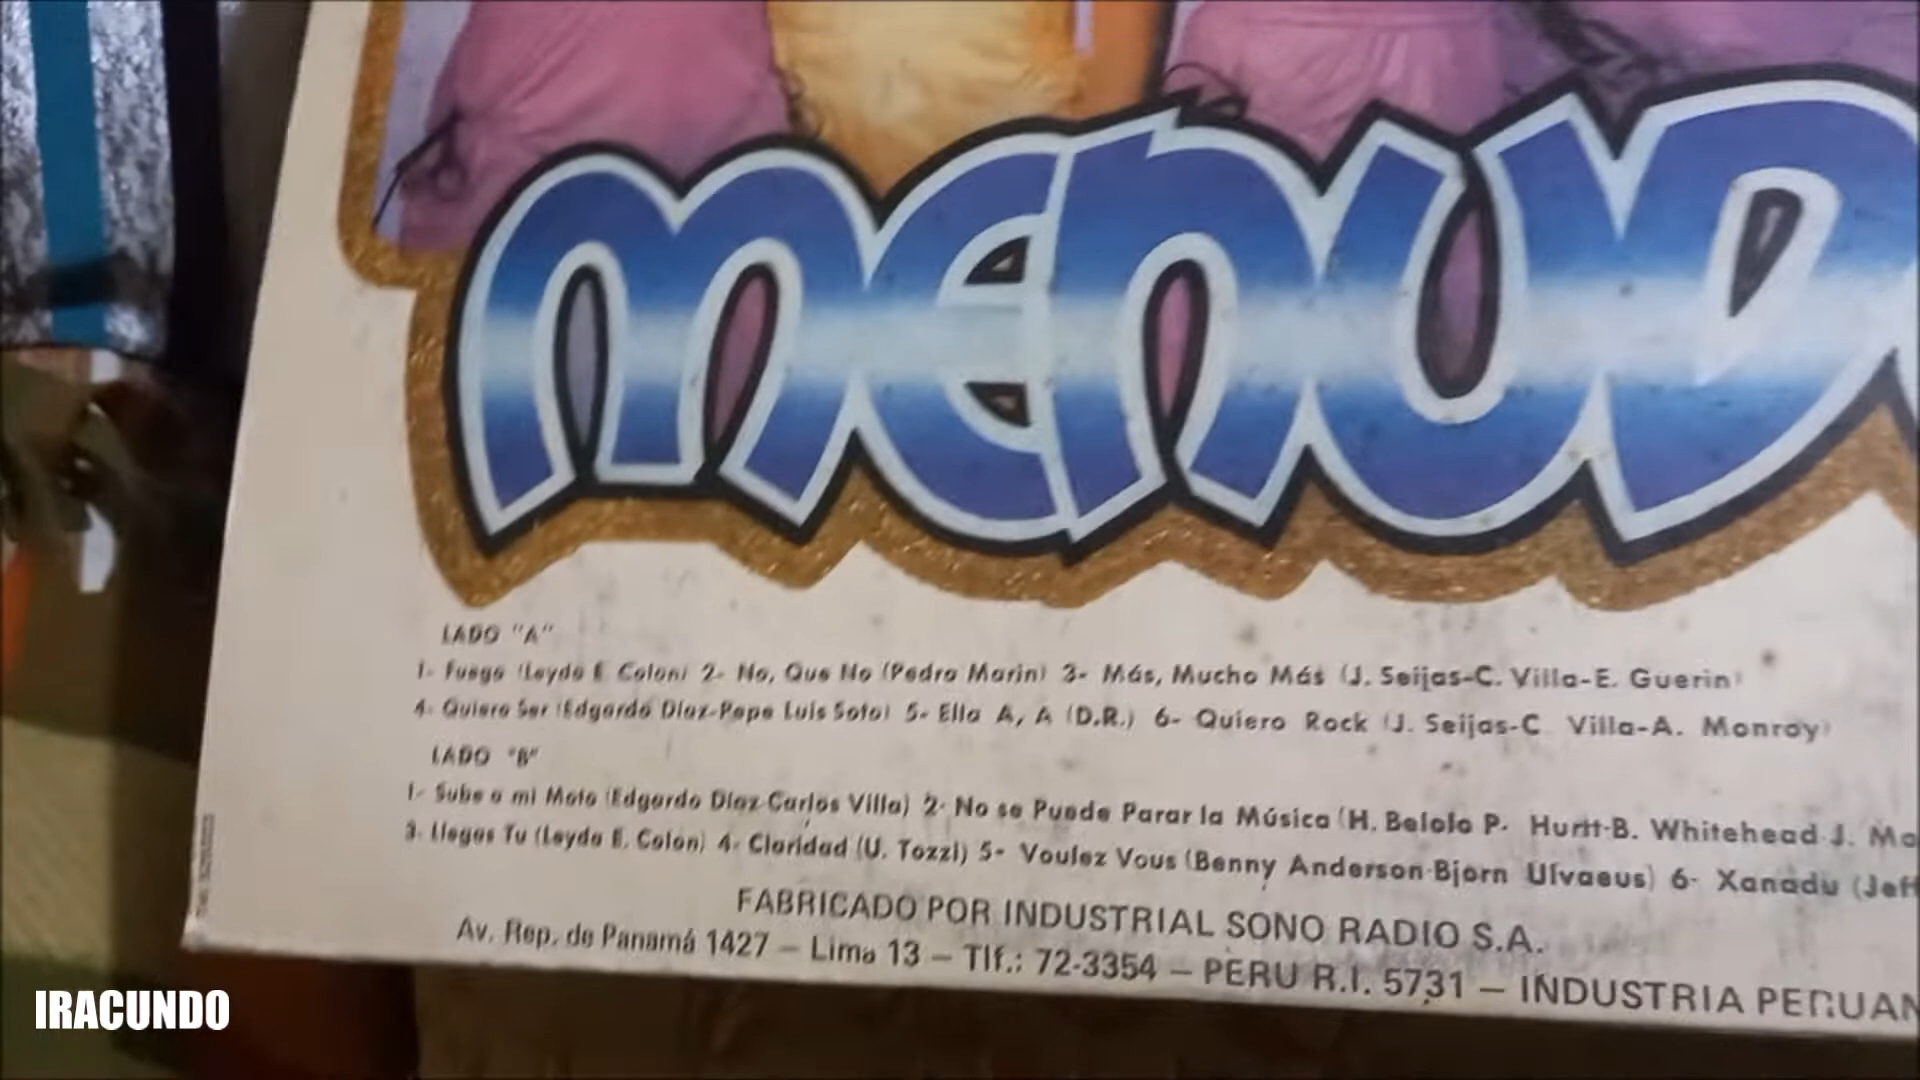 MENUD
LADO "A"
1- Fuego (Leyda E. Colon) 2- No, Que No (Pedro Marin) 3- Más, Mucho Más (J. Seijas-C. Villa-E. Guerin)
4- Quiero Ser (Edgardo Diaz-Pepe Luis Soto) 5- Ella A, A (D.R.) 6- Quiero Rock (J. Seijas-C. Villa-A. Monroy)
LADO "B"
1- Sube a mi Moto (Edgardo Diaz-Carlos Villa) 2- No se Puede Parar la Música (H. Belolo P. Hurtt-B. Whitehead J. Mo
3- Llegas Tu (Leyda E. Colon) 4- Claridad (U. Tozzi) 5- Voulez Vous (Benny Anderson-Bjorn Ulvaeus) 6- Xanadu (Jeff
FABRICADO POR INDUSTRIAL SONO RADIO S.A.
Av. Rep. de Panamá 1427 — Lima 13 — Tlf.: 72-3354 — PERU R.I. 5731 — INDUSTRIA PERUAN
IRACUNDO